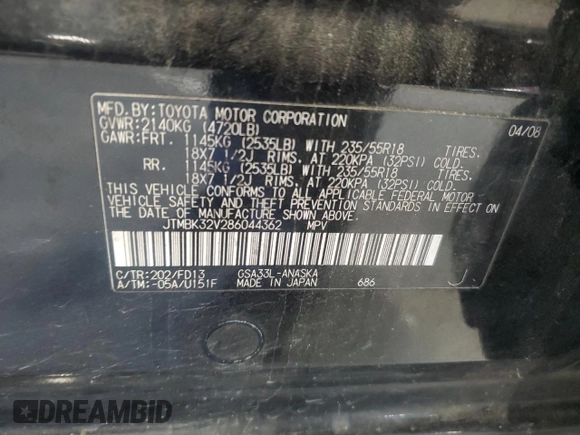 MFD. BY: TOYOTA MOTOR CORPORATION 04/08
GVWR: 2140KG (4720LB)
GAWR: FRT. 1145KG (2535LB) WITH 235/55R18 TIRES.
18X7 1/2J RIMS. AT 220KPA (32PSI) COLD.
RR. 1145KG (2535LB) WITH 235/55R18 TIRES.
18X7 1/2J RIMS. AT 220KPA (32PSI) COLD.
THIS VEHICLE CONFORMS TO ALL APPLICABLE FEDERAL MOTOR
VEHICLE SAFETY AND THEFT PREVENTION STANDARDS IN EFFECT ON
THE DATE OF MANUFACTURE SHOWN ABOVE.
JTMBK32V286044362 MPV
C/TR: 202/FD13 GSA33L-ANASKA
A/TM: -05A/U151F MADE IN JAPAN 686 J.
DREAMBID